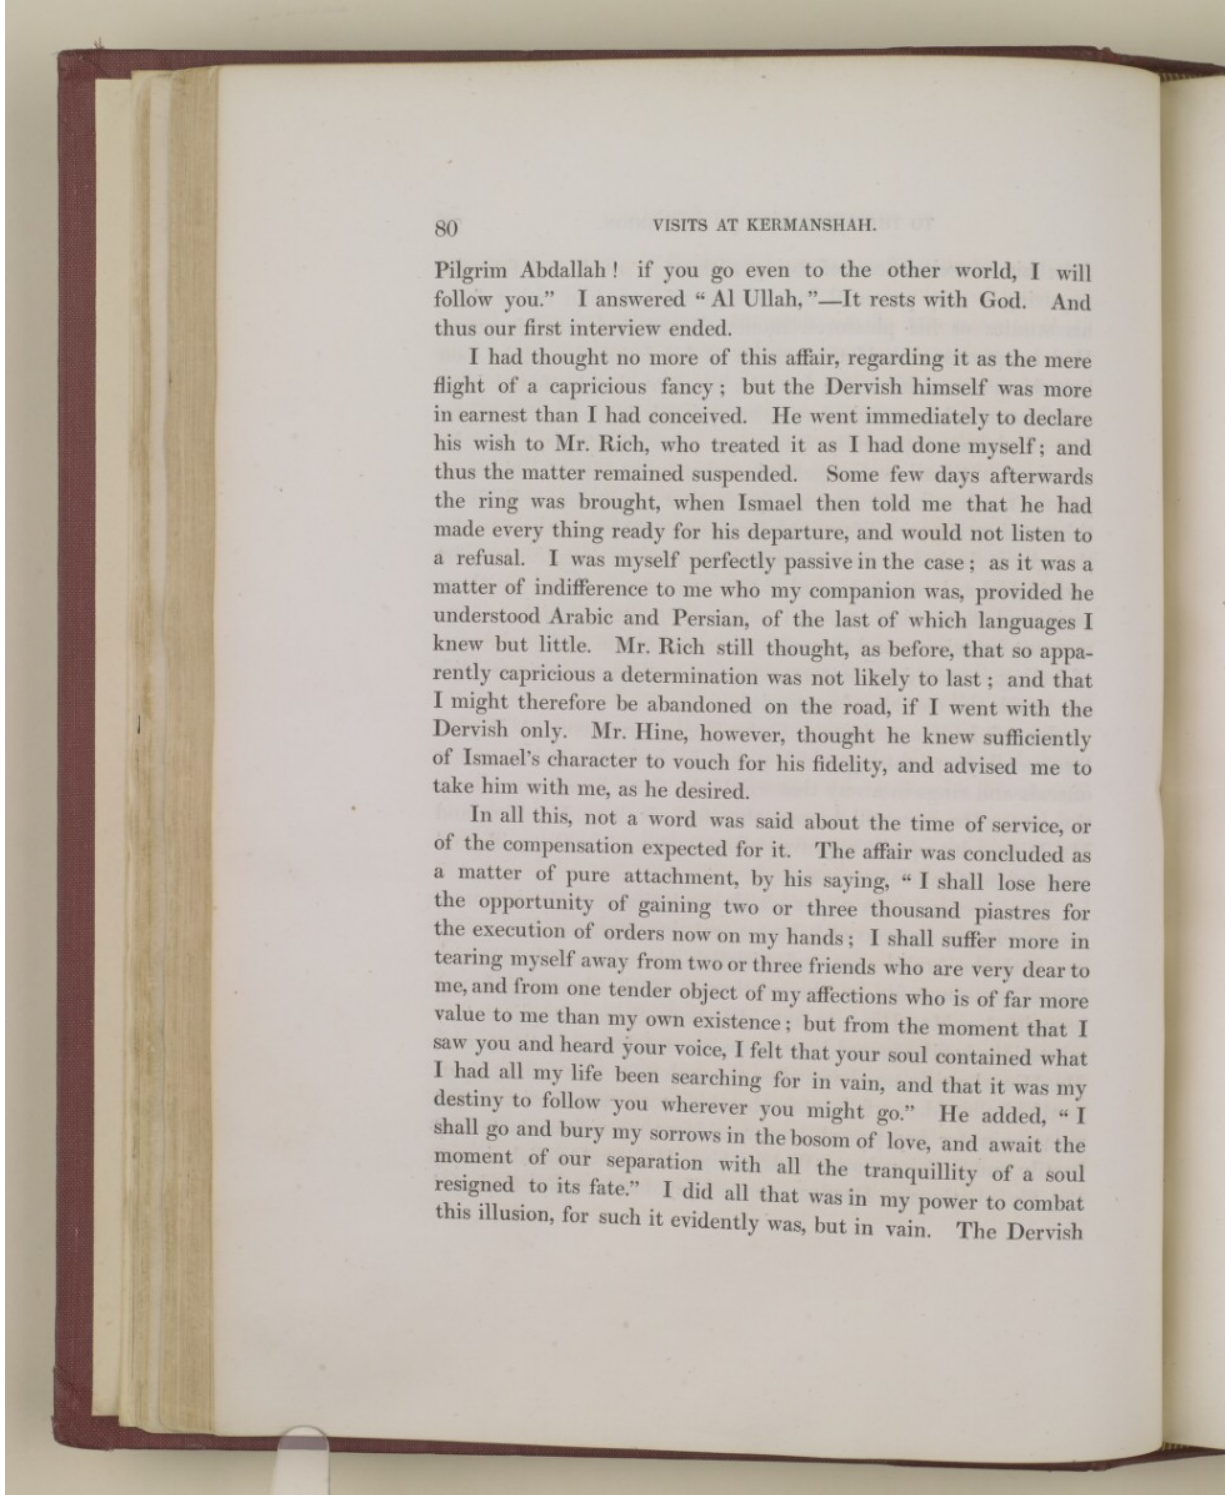 80 VISITS AT KERMANSHAH.
Pilgrim Abdallah ! if you go even to the other world, I will
follow you.” I answered “ Al Ullah, ”—It rests with God. And
thus our first interview ended.
I had thought no more of this affair, regarding it as the mere
flight of a capricious fancy ; but the Dervish himself was more
in earnest than I had conceived. He went immediately to declare
his wish to Mr. Rich, who treated it as I had done myself ; and
thus the matter remained suspended. Some few days afterwards
the ring was brought, when Ismael then told me that he had
made every thing ready for his departure, and would not listen to
a refusal. I was myself perfectly passive in the case ; as it was a
matter of indifference to me who my companion was, provided he
understood Arabic and Persian, of the last of which languages I
knew but little. Mr. Rich still thought, as before, that so appa-
rently capricious a determination was not likely to last ; and that
I might therefore be abandoned on the road, if I went with the
Dervish only. Mr. Hine, however, thought he knew sufficiently
of Ismael’s character to vouch for his fidelity, and advised me to
take him with me, as he desired.
In all this, not a word was said about the time of service, or
of the compensation expected for it. The affair was concluded as
a matter of pure attachment, by his saying, “ I shall lose here
the opportunity of gaining two or three thousand piastres for
the execution of orders now on my hands ; I shall suffer more in
tearing myself away from two or three friends who are very dear to
me, and from one tender object of my affections who is of far more
value to me than my own existence ; but from the moment that I
saw you and heard your voice, I felt that your soul contained what
I had all my life been searching for in vain, and that it was my
destiny to follow you wherever you might go.” He added, “ I
shall go and bury my sorrows in the bosom of love, and await the
moment of our separation with all the tranquillity of a soul
resigned to its fate.” I did all that was in my power to combat
this illusion, for such it evidently was, but in vain. The Dervish